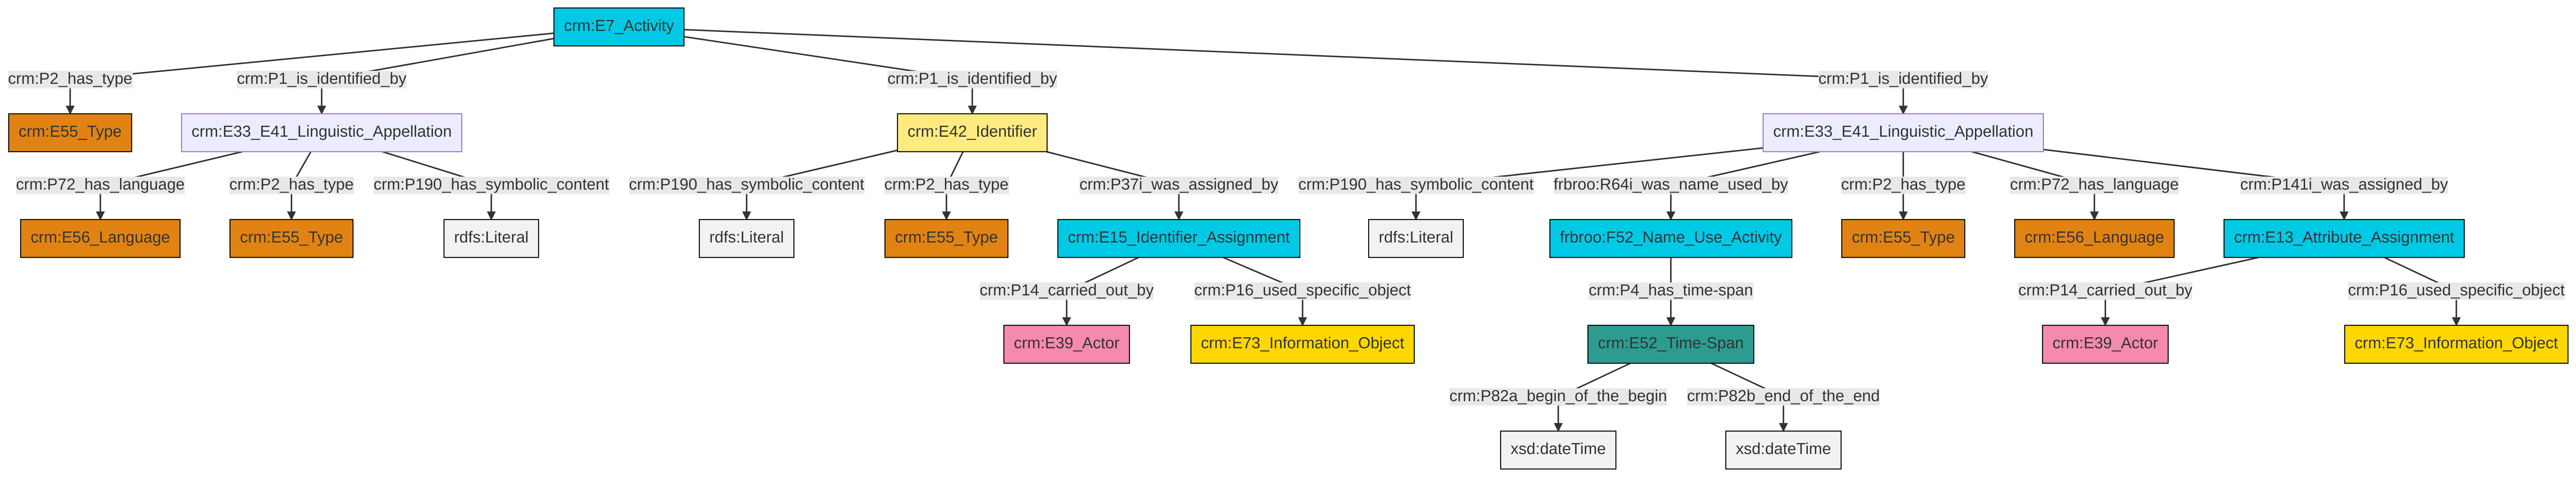 crm:E7_Activity
crm:P2_has_type
crm:P1_is_identified_by
crm:P1_is_identified_by
crm:P1_is_identified_by
crm:E55_Type
crm:E33_E41_Linguistic_Appellation
crm:E42_Identifier
crm:E33_E41_Linguistic_Appellation
crm:P72_has_language
crm:P2_has_type
crm:P190_has_symbolic_content
crm:P190_has_symbolic_content
crm:P2_has_type
crm:P37i_was_assigned_by
crm:P190_has_symbolic_content
frbroo:R64i_was_name_used_by
crm:P2_has_type
crm:P72_has_language
crm:P141i_was_assigned_by
crm:E56_Language
crm:E55_Type
rdfs:Literal
rdfs:Literal
crm:E55_Type
crm:E15_Identifier_Assignment
rdfs:Literal
frbroo:F52_Name_Use_Activity
crm:E55_Type
crm:E56_Language
crm:E13_Attribute_Assignment
crm:P14_carried_out_by
crm:P16_used_specific_object
crm:P4_has_time-span
crm:P14_carried_out_by
crm:P16_used_specific_object
crm:E39_Actor
crm:E73_Information_Object
crm:E52_Time-Span
crm:E39_Actor
crm:E73_Information_Object
crm:P82a_begin_of_the_begin
crm:P82b_end_of_the_end
xsd:dateTime
xsd:dateTime